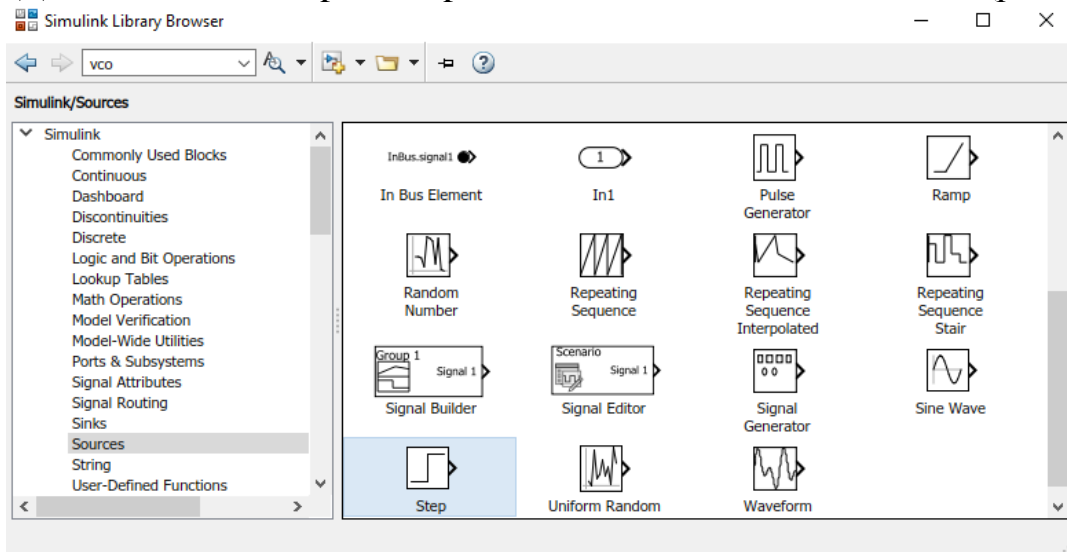 Simulink Library Browser
vco
Simulink/Sources
Simulink
Commonly Used Blocks
Continuous
Dashboard
Discontinuities
Discrete
Logic and Bit Operations
Lookup Tables
Math Operations
Model Verification
Model-Wide Utilities
Ports & Subsystems
Signal Attributes
Signal Routing
Sinks
Sources
String
User-Defined Functions
InBus.signal1
1
In Bus Element
In1
Pulse
Generator
Ramp
Random
Number
Repeating
Sequence
Repeating
Sequence
Interpolated
Repeating
Sequence
Stair
Group 1
Signal 1
Signal Builder
Scenario
Signal 1
Signal Editor
Signal
Generator
Sine Wave
Step
Uniform Random
Waveform